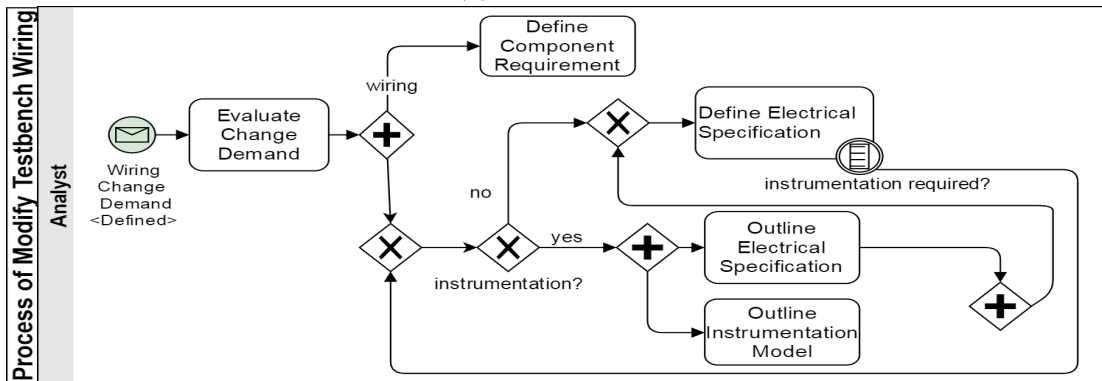 Process of Modify Testbench Wiring
Analyst
Wiring
Change
Demand
<Defined>
Evaluate
Change
Demand
wiring
Define
Component
Requirement
instrumentation?
no
yes
Define Electrical
Specification
instrumentation required?
Outline
Electrical
Specification
Outline
Instrumentation
Model